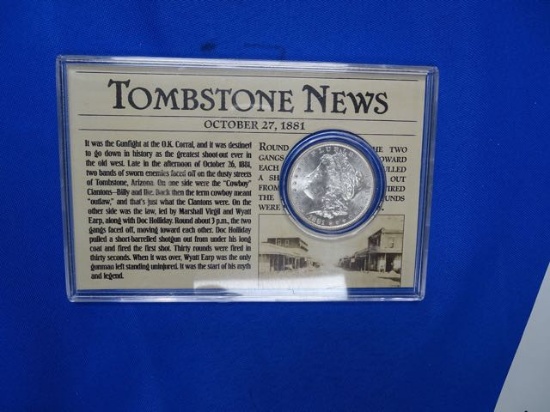 TOMBSTONE NEWS
OCTOBER 27, 1881
It was the Gunfight at the O.K. Corral, and it was destined
to go down in history as the greatest shoot-out ever in
the old west. Late in the afternoon of October 26, 1881,
two bands of sworn enemies faced off on the dusty streets
of Tombstone, Arizona. On one side were the "Cowboy"
Clantons—Billy and Ike. Back then the term cowboy meant
"outlaw," and that's just what the Clantons were. On the
other side was the law, led by Marshall Virgil and Wyatt
Earp, along with Doc Holliday. Round about 3 p.m., the two
gangs faced off, moving toward each other. Doc Holliday
pulled a short-barrelled shotgun out from under his long
coat and fired the first shot. Thirty rounds were fired in
thirty seconds. When it was over, Wyatt Earp was the only
gunman left standing uninjured. It was the start of his myth
and legend.
ROUND THE TWO
GANGS TOWARD
EACH PULLED
A SH OUT
FROM FIRED
THE UNDS
WERE
1881